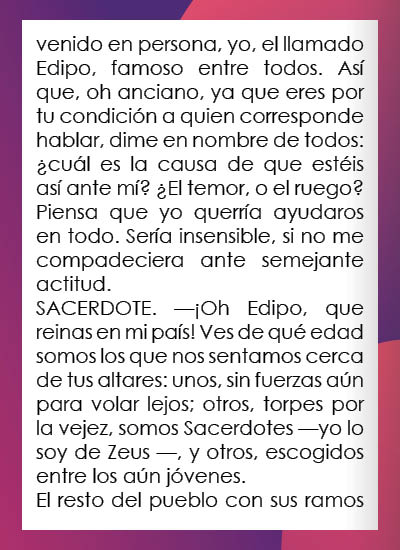 venido en persona, yo, el llamado
Edipo, famoso entre todos. Así
que, oh anciano, ya que eres por
tu condición a quien corresponde
hablar, dime en nombre de todos:
¿cuál es la causa de que estéis
así ante mí? ¿El temor, o el ruego?
Piensa que yo querría ayudaros
en todo. Sería insensible, si no me
compadeciera ante semejante
actitud.
SACERDOTE. —¡Oh Edipo, que
reinas en mi país! Ves de qué edad
somos los que nos sentamos cerca
de tus altares: unos, sin fuerzas aún
para volar lejos; otros, torpes por
la vejez, somos Sacerdotes —yo lo
soy de Zeus —, y otros, escogidos
entre los aún jóvenes.
El resto del pueblo con sus ramos